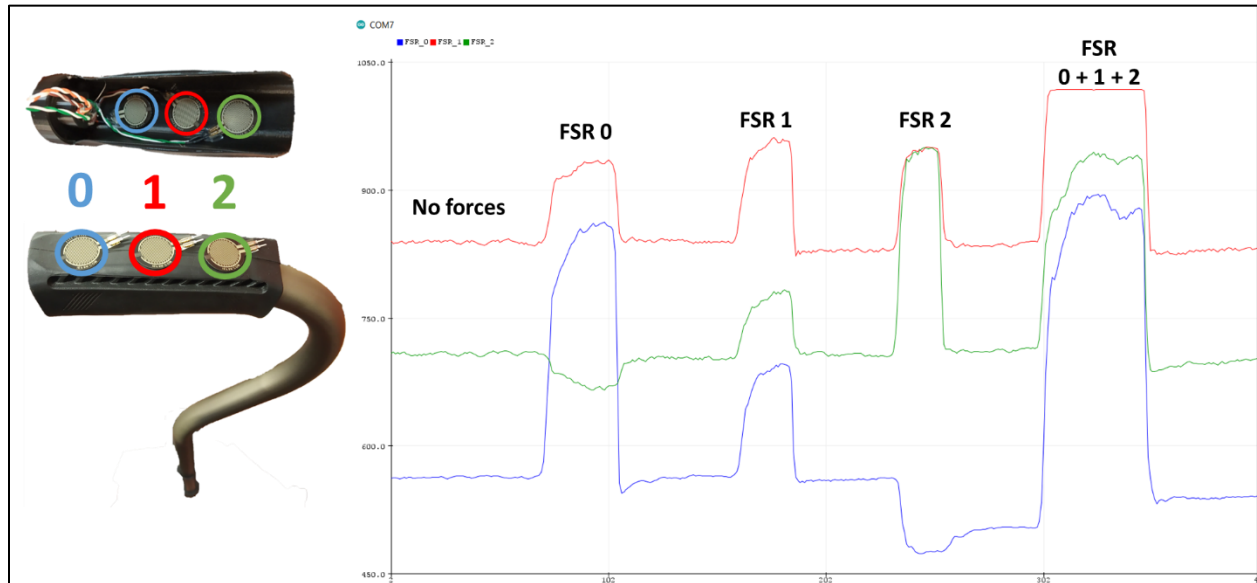 COM7
FSR_0 FSR_1 FSR_2
1050.0
900.0
750.0
600.0
450.0
2
102
202
302
No forces
FSR 0
FSR 1
FSR 2
FSR
0 + 1 + 2
0 1 2